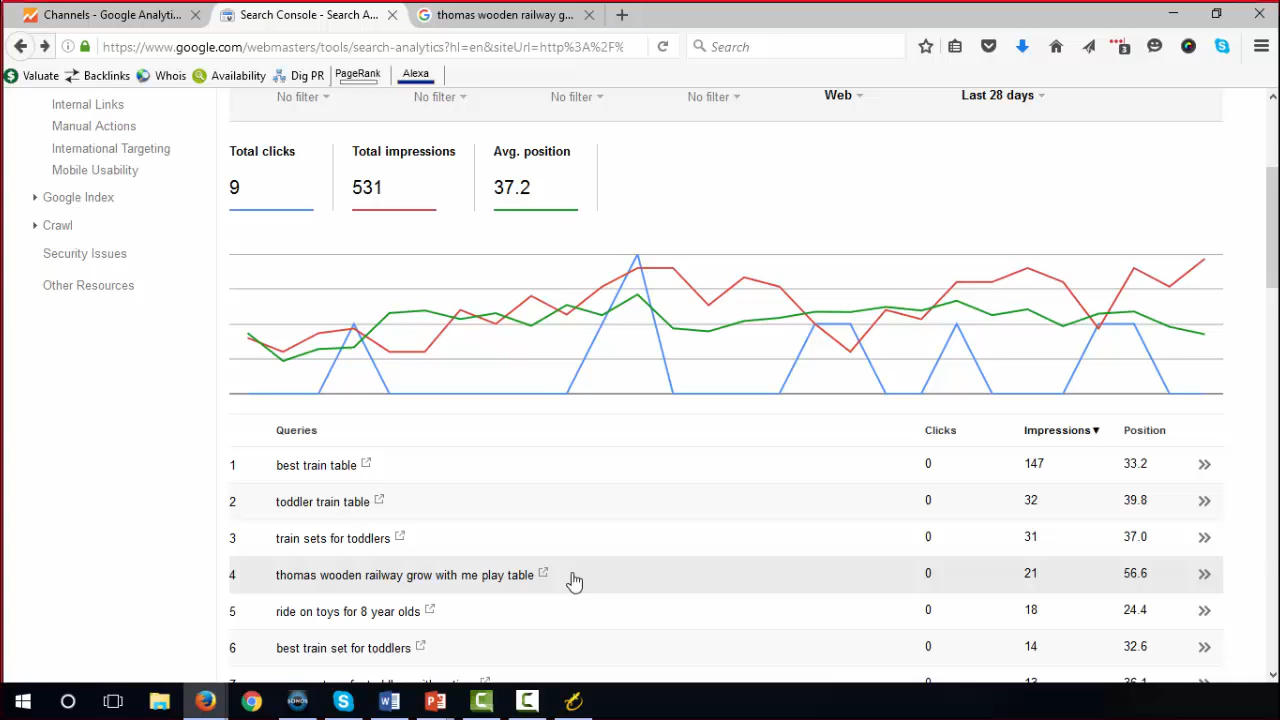 Channels - Google Analyti...
Search Console - Search A...
thomas wooden railway g...
https://www.google.com/webmasters/tools/search-analytics?hl=en&siteUrl=http%3A%2F%
Search
3
Valuate
Backlinks
Whois
Availability
Dig PR
PageRank
Alexa
Internal Links
Manual Actions
International Targeting
Mobile Usability
Google Index
Crawl
Security Issues
Other Resources
No filter
No filter
No filter
No filter
Web
Last 28 days
Total clicks
9
Total impressions
531
Avg. position
37.2
Queries Clicks Impressions▼ Position
1 best train table 0 147 33.2
2 toddler train table 0 32 39.8
3 train sets for toddlers 0 31 37.0
4 thomas wooden railway grow with me play table 0 21 56.6
5 ride on toys for 8 year olds 0 18 24.4
6 best train set for toddlers 0 14 32.6
SONOS